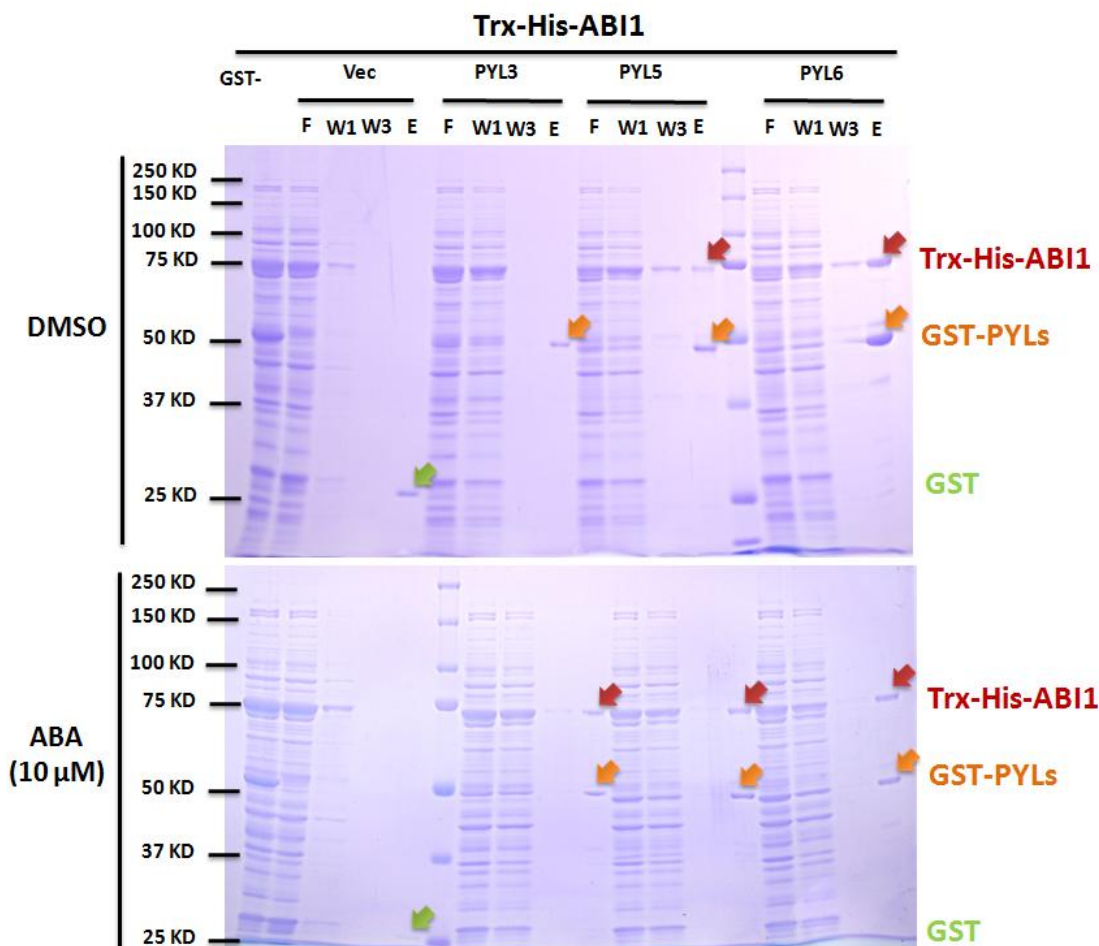 Trx-His-ABI1
GST- Vec PYL3 PYL5 PYL6
F W1 W3 E F W1 W3 E F W1 W3 E F W1 W3 E
DMSO
250 KD
150 KD
100 KD
75 KD
50 KD
37 KD
25 KD
Trx-His-ABI1
GST-PYLs
GST
ABA
(10 μM)
250 KD
150 KD
100 KD
75 KD
50 KD
37 KD
25 KD
Trx-His-ABI1
GST-PYLs
GST